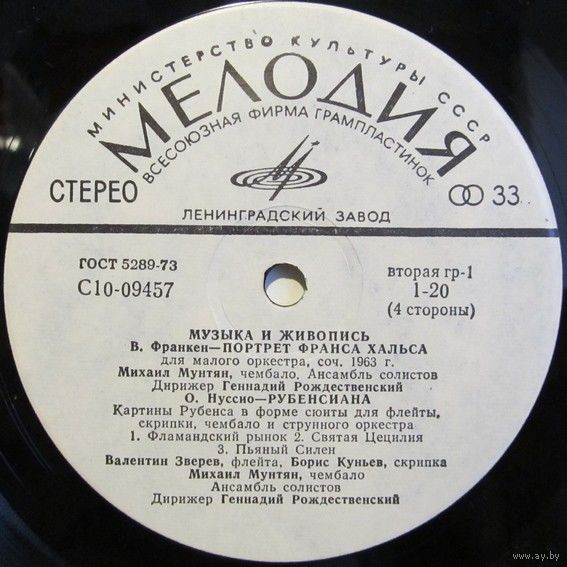 МИНИСТЕРСТВО КУЛЬТУРЫ СССР
МЕЛОДИЯ
ВСЕСОЮЗНАЯ ФИРМА ГРАМПЛАСТИНОК
СТЕРЕО
33
ЛЕНИНГРАДСКИЙ ЗАВОД
ГОСТ 5289-73
С10-09457
вторая гр-1
1-20
(4 стороны)
МУЗЫКА И ЖИВОПИСЬ
В. Франкен—ПОРТРЕТ ФРАНСА ХАЛЬСА
для малого оркестра, соч. 1963 г.
Михаил Мунтян, чембало, Ансамбль солистов
Дирижер Геннадий Рождественский
О. Нуссио—РУБЕНСИАНА
Картины Рубенса в форме сюиты для флейты,
скрипки, чембало и струнного оркестра
1. Фламандский рынок 2. Святая Цецилия
3. Пьяный Силен
Валентин Зверев, флейта, Борис Куньев, скрипка
Михаил Мунтян, чембало
Ансамбль солистов
Дирижер Геннадий Рождественский
www.ay.by